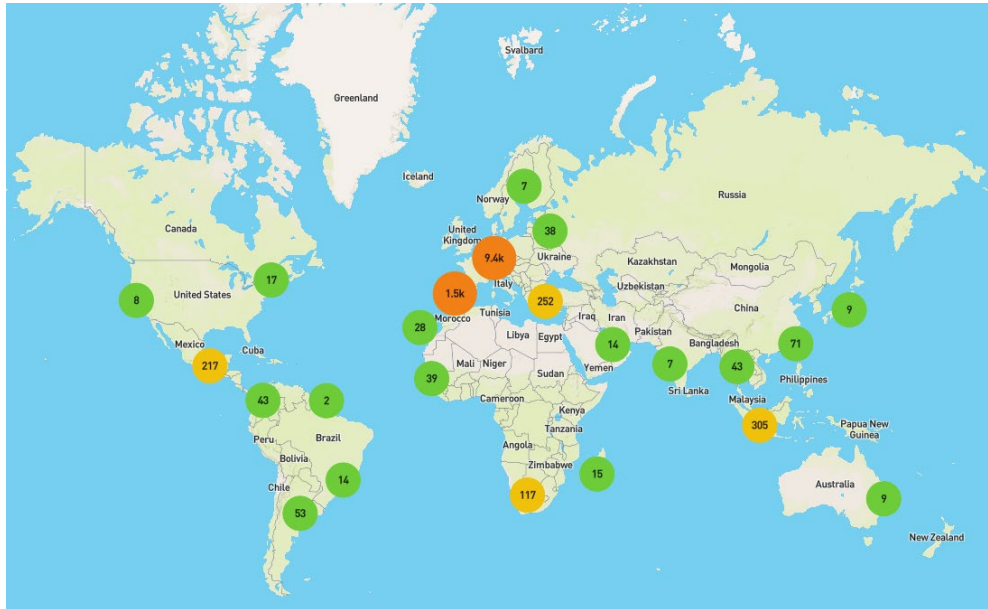 Svalbard
Greenland
Iceland
Norway
7
Russia
Canada
United
Kingdom
38
9.4k
Ukraine
Kazakhstan
Mongolia
17
8
United States
1.5k
Italy
252
Uzbekistan
China
9
Morocco
Tunisia
28
Libya
Egypt
Iraq
Iran
Pakistan
14
Bangladesh
71
Mexico
Cuba
217
39
Mali
Niger
Sudan
Yemen
7
43
Philippines
Sri Lanka
43
2
Cameroon
Kenya
Malaysia
305
Papua New
Guinea
Peru
Brazil
Tanzania
Angola
Bolivia
Zimbabwe
15
Chile
14
53
117
Australia
9
New Zealand